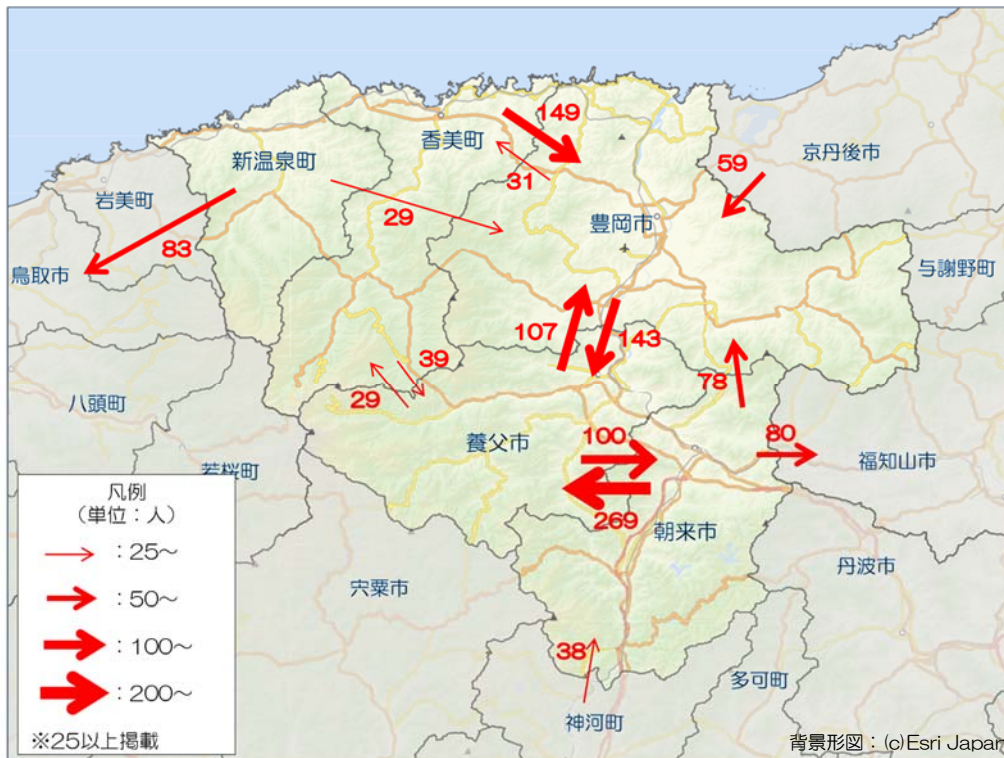 149
香美町
京丹後市
新温泉町
59
岩美町
31
29
豊岡市
83
鳥取市
与謝野町
107
143
39
八頭町
29
78
養父市
100
80
若桜町
福知山市
269
朝来市
丹波市
宍粟市
38
多可町
神河町
凡例
(単位:人)
:25~
:50~
:100~
:200~
※25以上掲載
背景形図:(c)Esri Japan